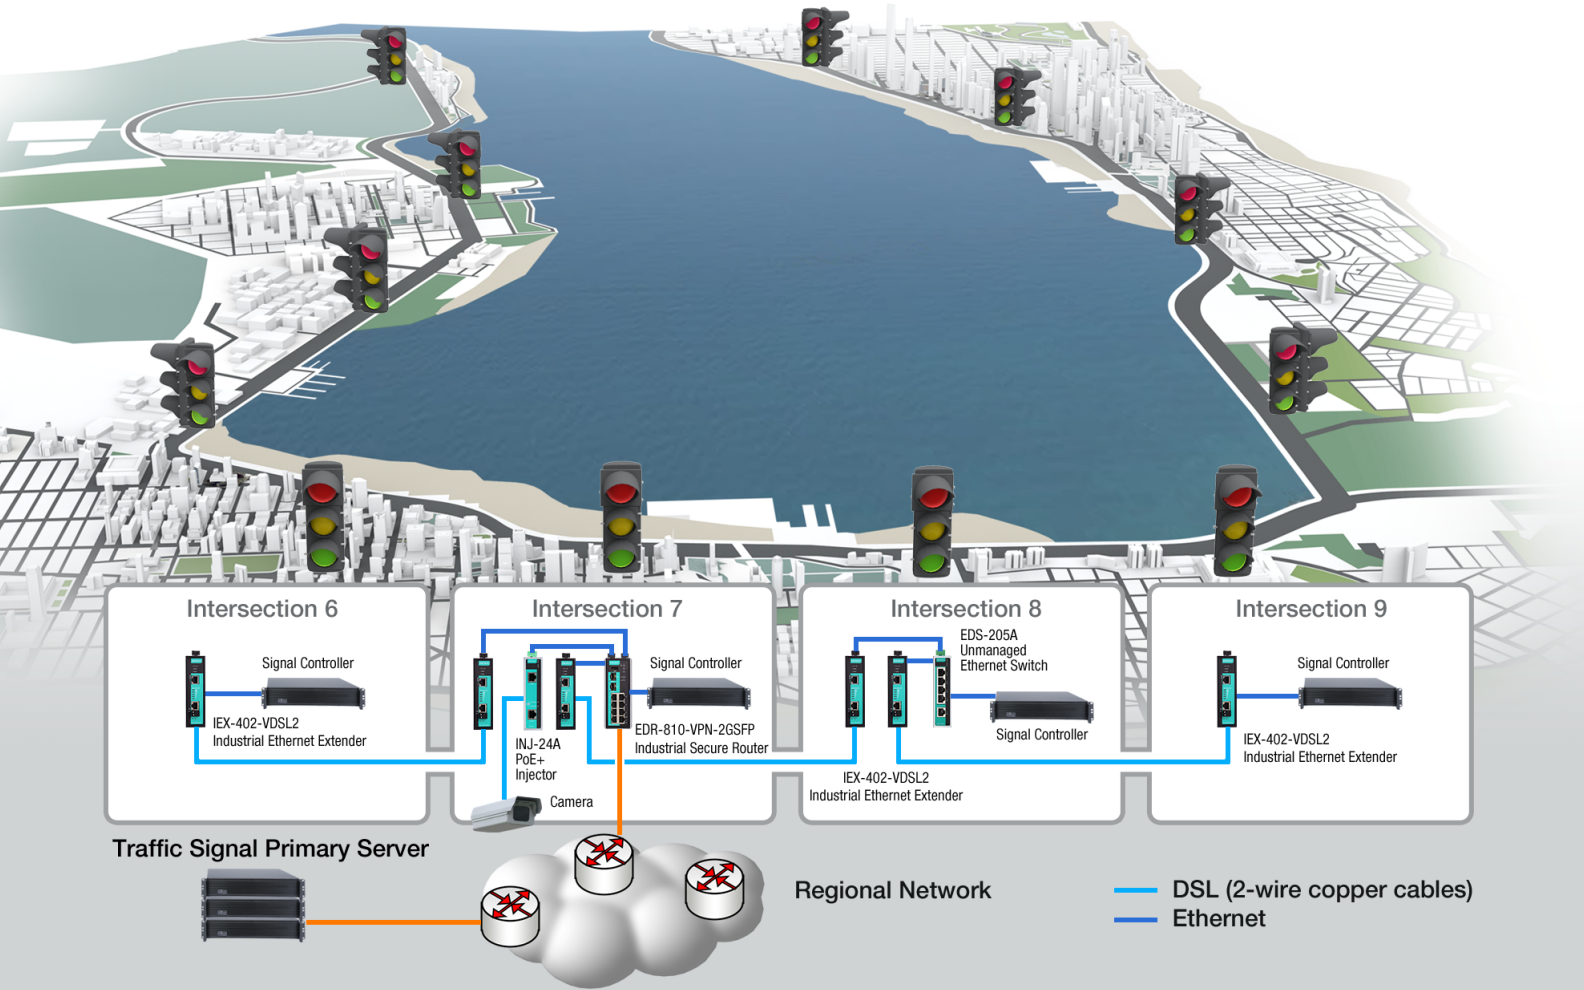 Intersection 6
Signal Controller
IEX-402-VDSL2
Industrial Ethernet Extender
Intersection 7
Signal Controller
EDR-810-VPN-2GSFP
Industrial Secure Router
INJ-24A
PoE+
Injector
Camera
Intersection 8
EDS-205A
Unmanaged
Ethernet Switch
Signal Controller
IEX-402-VDSL2
Industrial Ethernet Extender
Intersection 9
Signal Controller
IEX-402-VDSL2
Industrial Ethernet Extender
Traffic Signal Primary Server
Regional Network
DSL (2-wire copper cables)
Ethernet